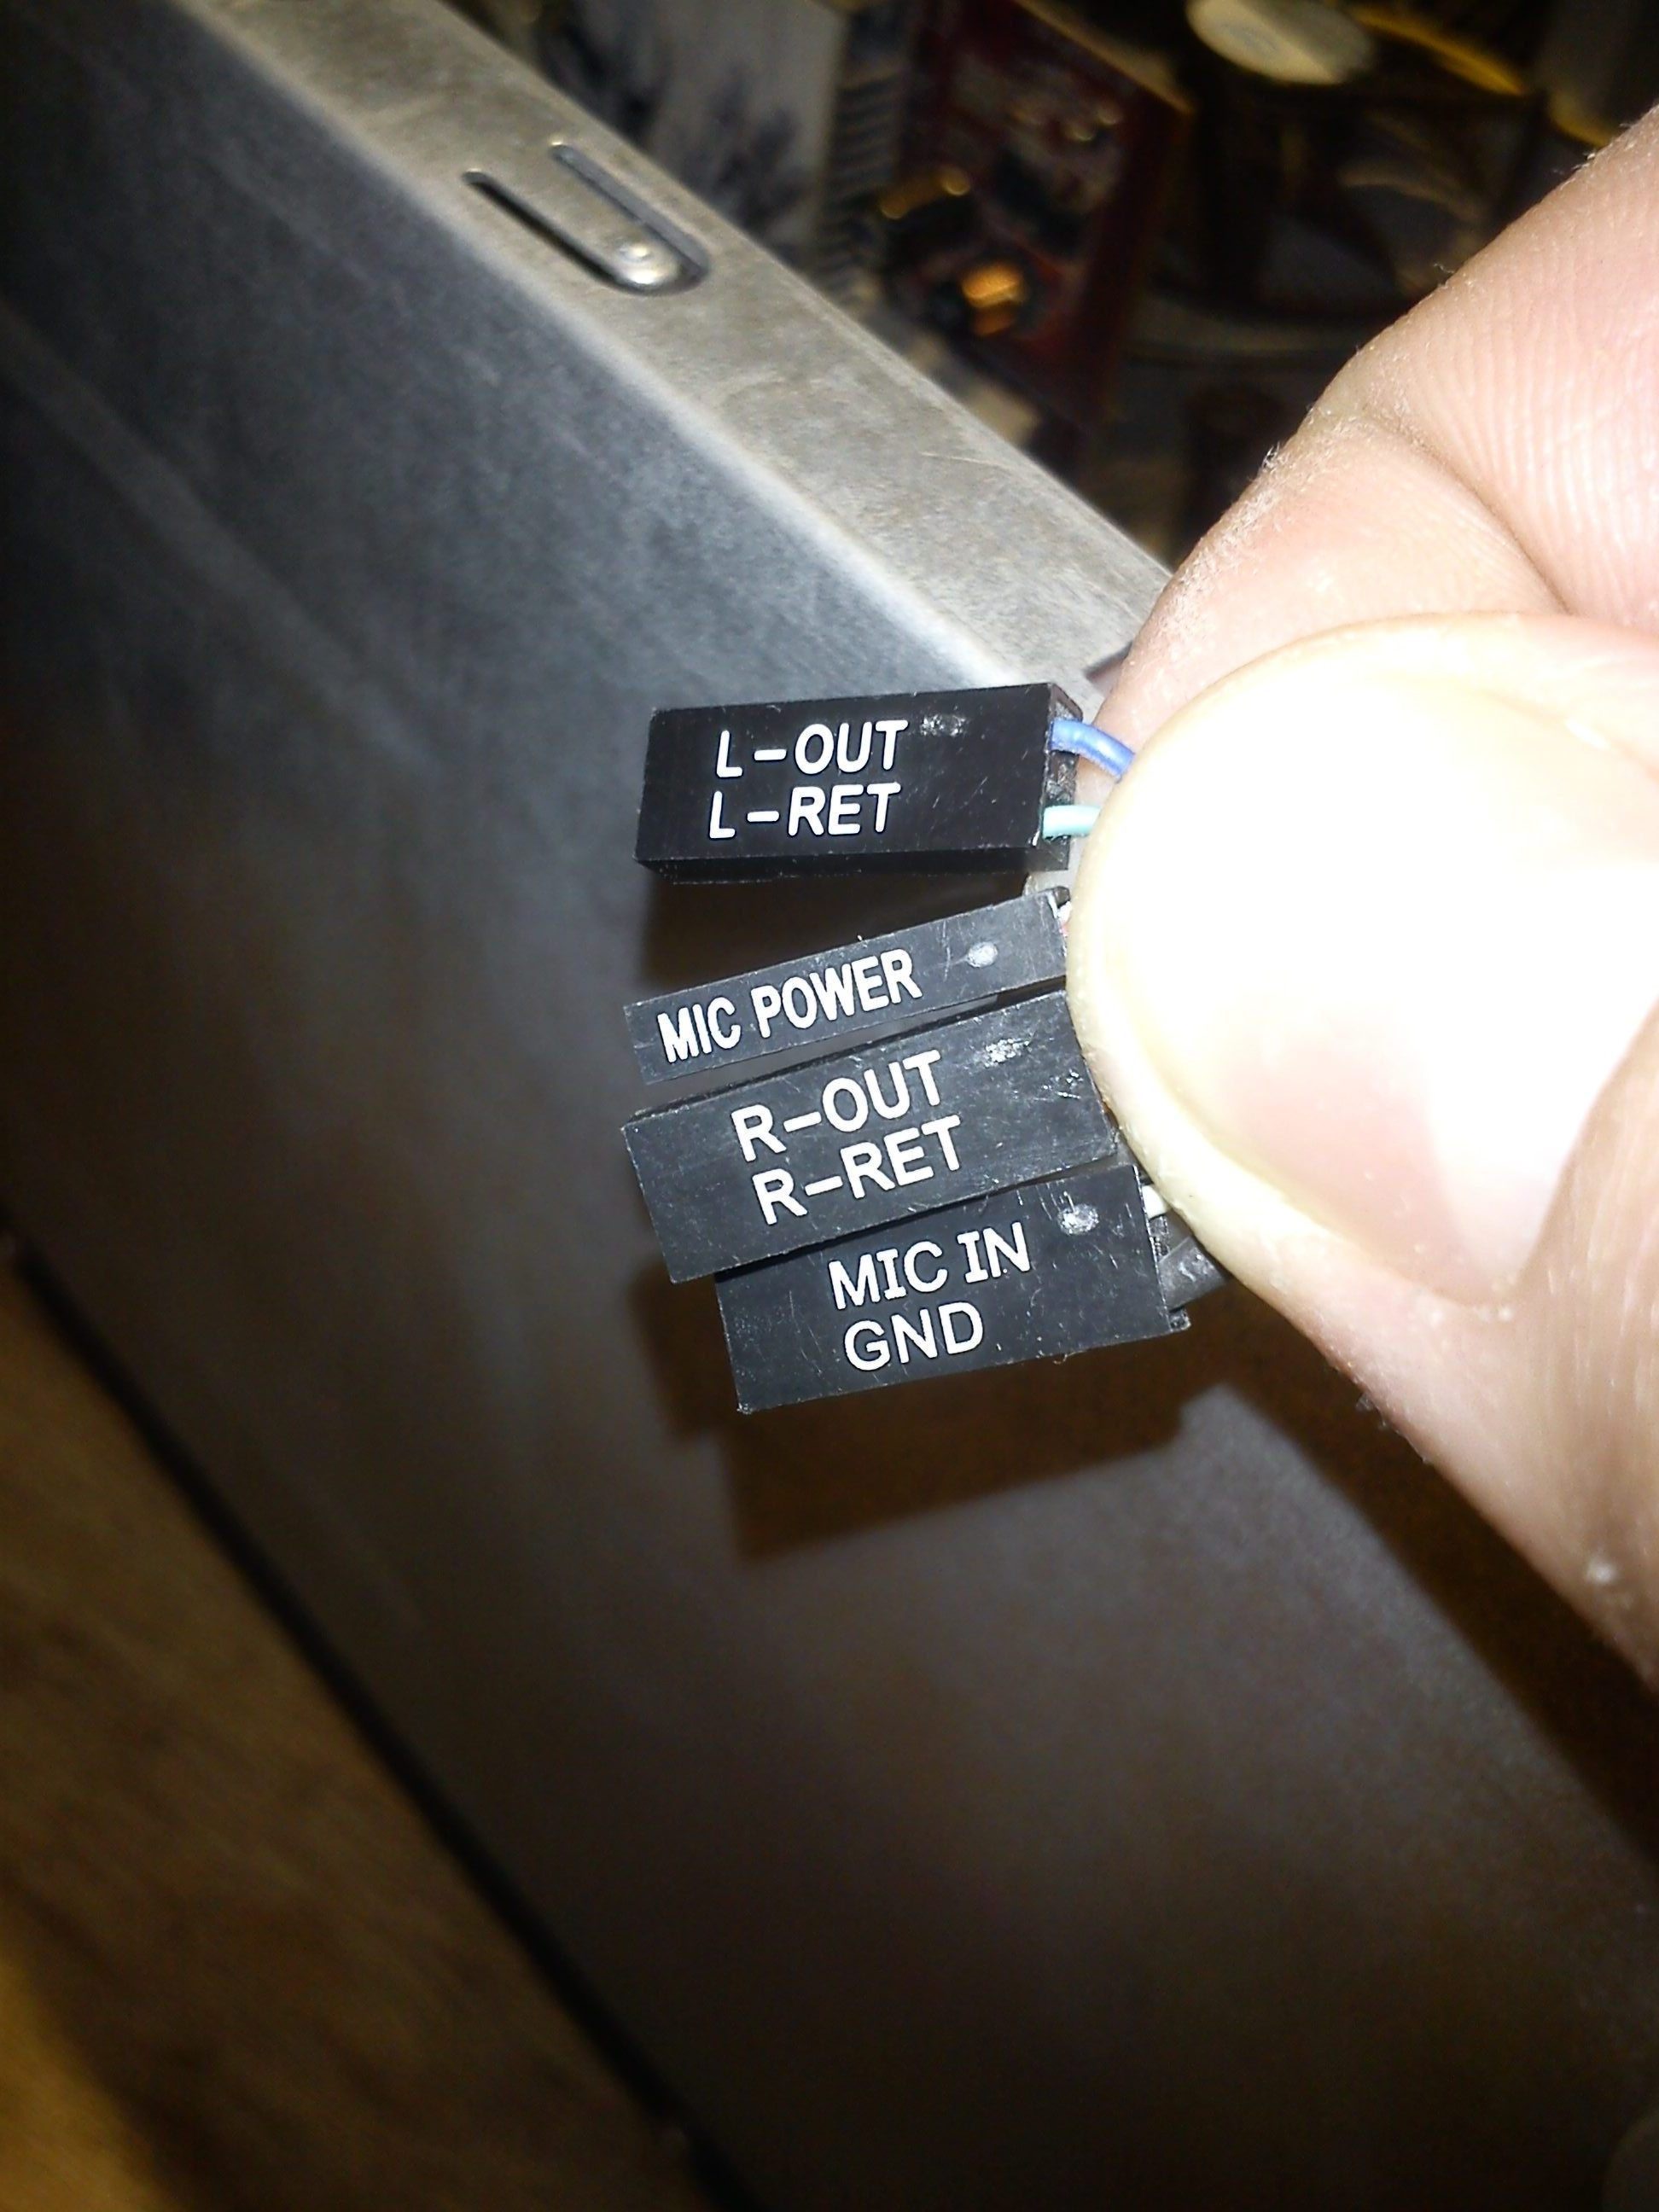 L-OUT
L-RET
MIC POWER
R-OUT
R-RET
MIC IN
GND